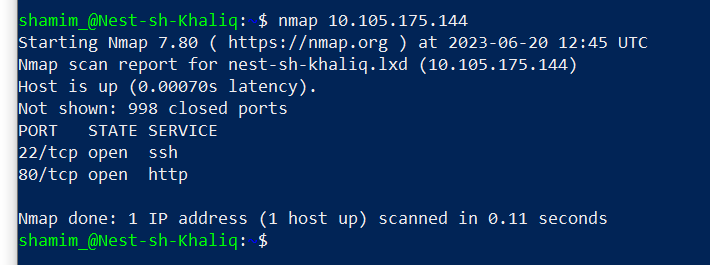 shamim_@Nest-sh-Khaliq: $ nmap 10.105.175.144
Starting Nmap 7.80 ( https://nmap.org ) at 2023-06-20 12:45 UTC
Nmap scan report for nest-sh-khaliq.lxd (10.105.175.144)
Host is up (0.00070s latency).
Not shown: 998 closed ports
PORT   STATE SERVICE
22/tcp open  ssh
80/tcp open  http
Nmap done: 1 IP address (1 host up) scanned in 0.11 seconds
shamim_@Nest-sh-Khaliq: $